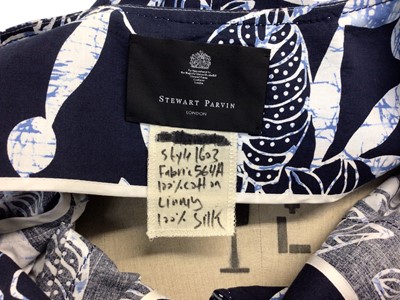 STEWART PARVIN
LONDON
Style 1603
Fabric 564A
100% cotton
Lining
100% Silk